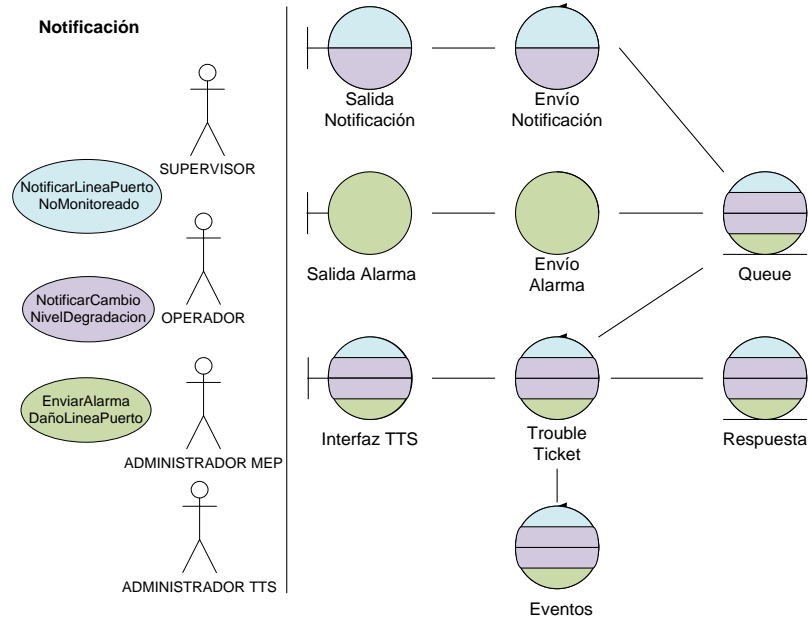 Notificación
SUPERVISOR
NotificarLineaPuerto
NoMonitoreado
OPERADOR
NotificarCambio
NivelDegradacion
ADMINISTRADOR MEP
EnviarAlarma
DañoLineaPuerto
ADMINISTRADOR TTS
Salida
Notificación
Envío
Notificación
Salida Alarma
Envío
Alarma
Queue
Interfaz TTS
Trouble
Ticket
Respuesta
Eventos